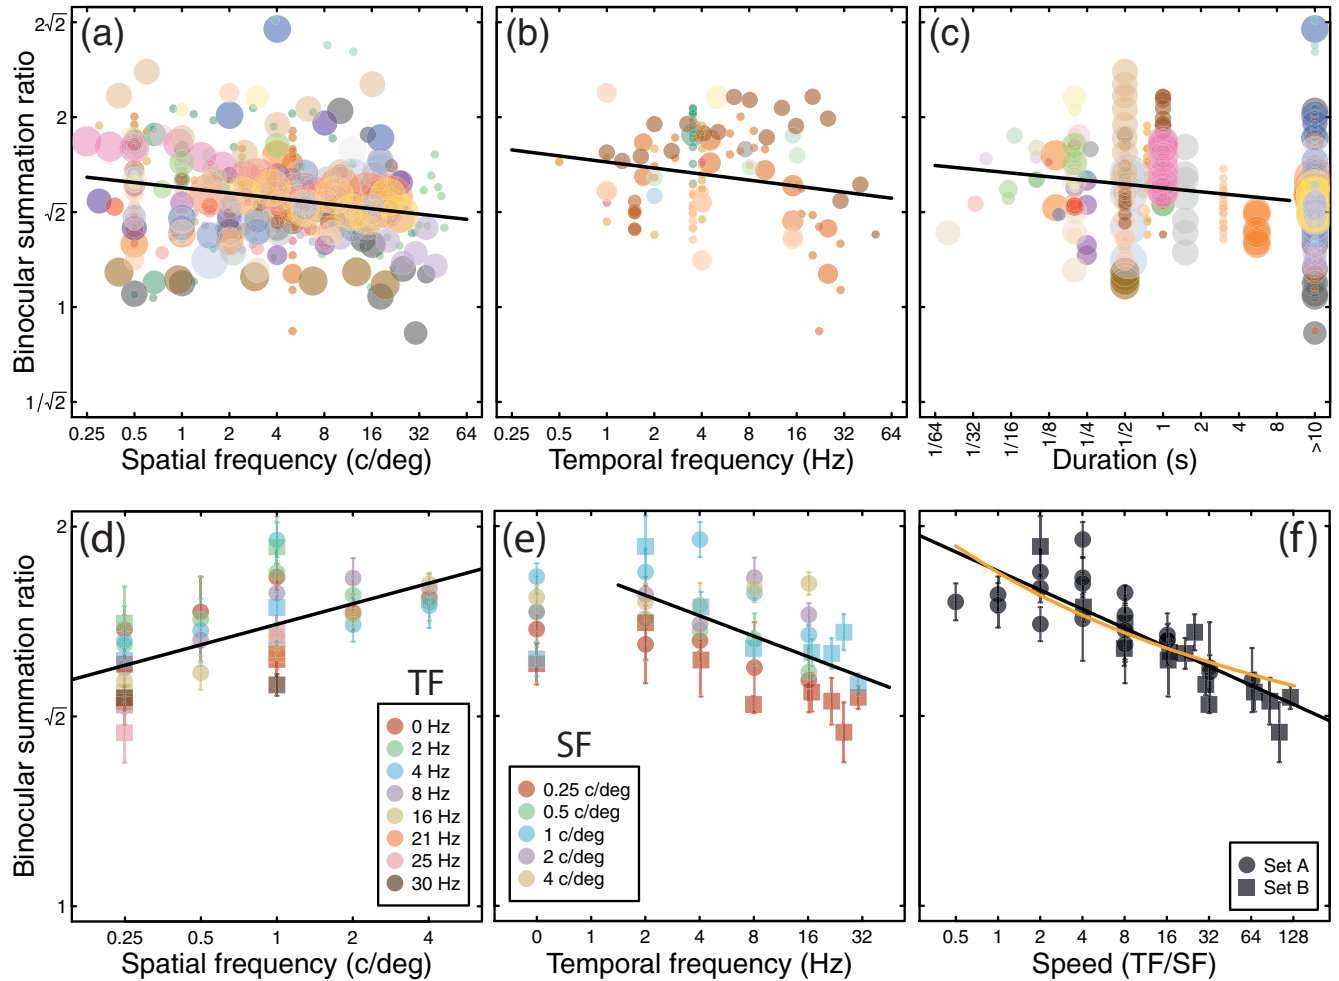 (a)
(b)
(c)
Binocular summation ratio
2√2
2
√2
1
1/√2
0.25 0.5 1 2 4 8 16 32 64
Spatial frequency (c/deg)
0.25 0.5 1 2 4 8 16 32 64
Temporal frequency (Hz)
1/64 1/32 1/16 1/8 1/4 1/2 1 2 4 8 >10
Duration (s)
(d)
(e)
(f)
Binocular summation ratio
2
√2
1
TF
0 Hz
2 Hz
4 Hz
8 Hz
16 Hz
21 Hz
25 Hz
30 Hz
0.25 0.5 1 2 4
Spatial frequency (c/deg)
SF
0.25 c/deg
0.5 c/deg
1 c/deg
2 c/deg
4 c/deg
0 1 2 4 8 16 32
Temporal frequency (Hz)
Set A
Set B
0.5 1 2 4 8 16 32 64 128
Speed (TF/SF)